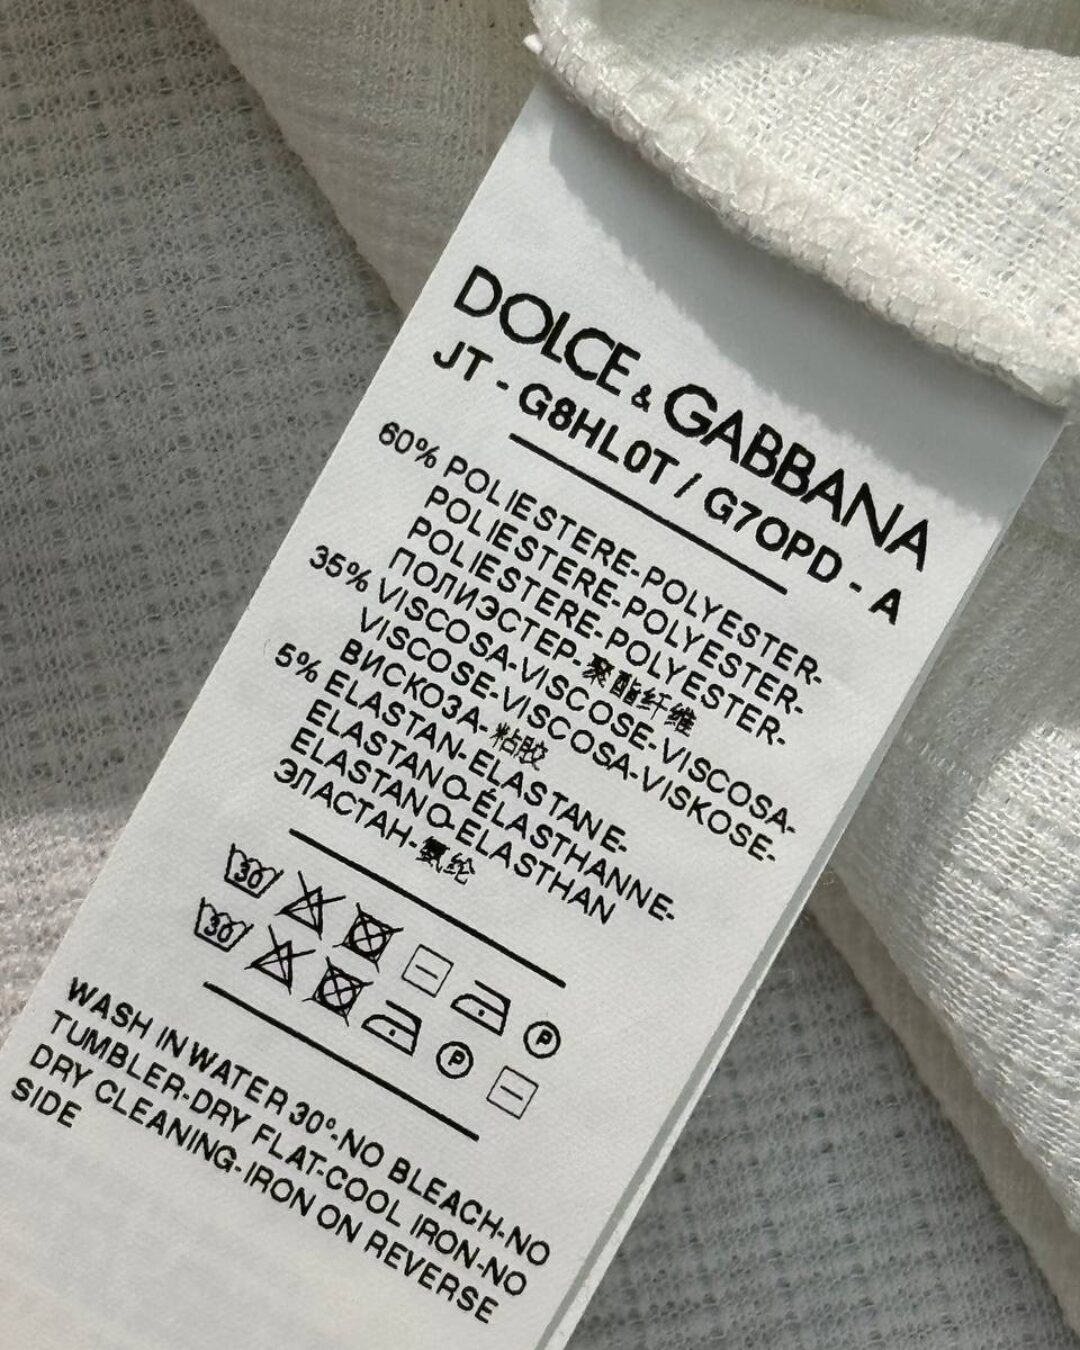 DOLCE & GABBANA
JT - G8HL0T / G7OPD - A
60% POLIESTERE-POLYESTER-
POLIESTERE-POLYESTER-
POLIESTERE-POLYESTER-
ПОЛИЭСТЕР-聚酯纤维
35% VISCOSA-VISCOSE-VISCOSA-
VISCOSE-VISCOSA-VISKOSE-
ВИСКОЗА-粘胶
5% ELASTAN-ELASTANE-
ELASTANO-ÉLASTHANNE-
ELASTANO-ELASTHAN
ЭЛАСТАН-氨纶
30 P
30 P
WASH IN WATER 30°-NO BLEACH-NO
TUMBLER-DRY FLAT-COOL IRON-NO
DRY CLEANING-IRON ON REVERSE
SIDE